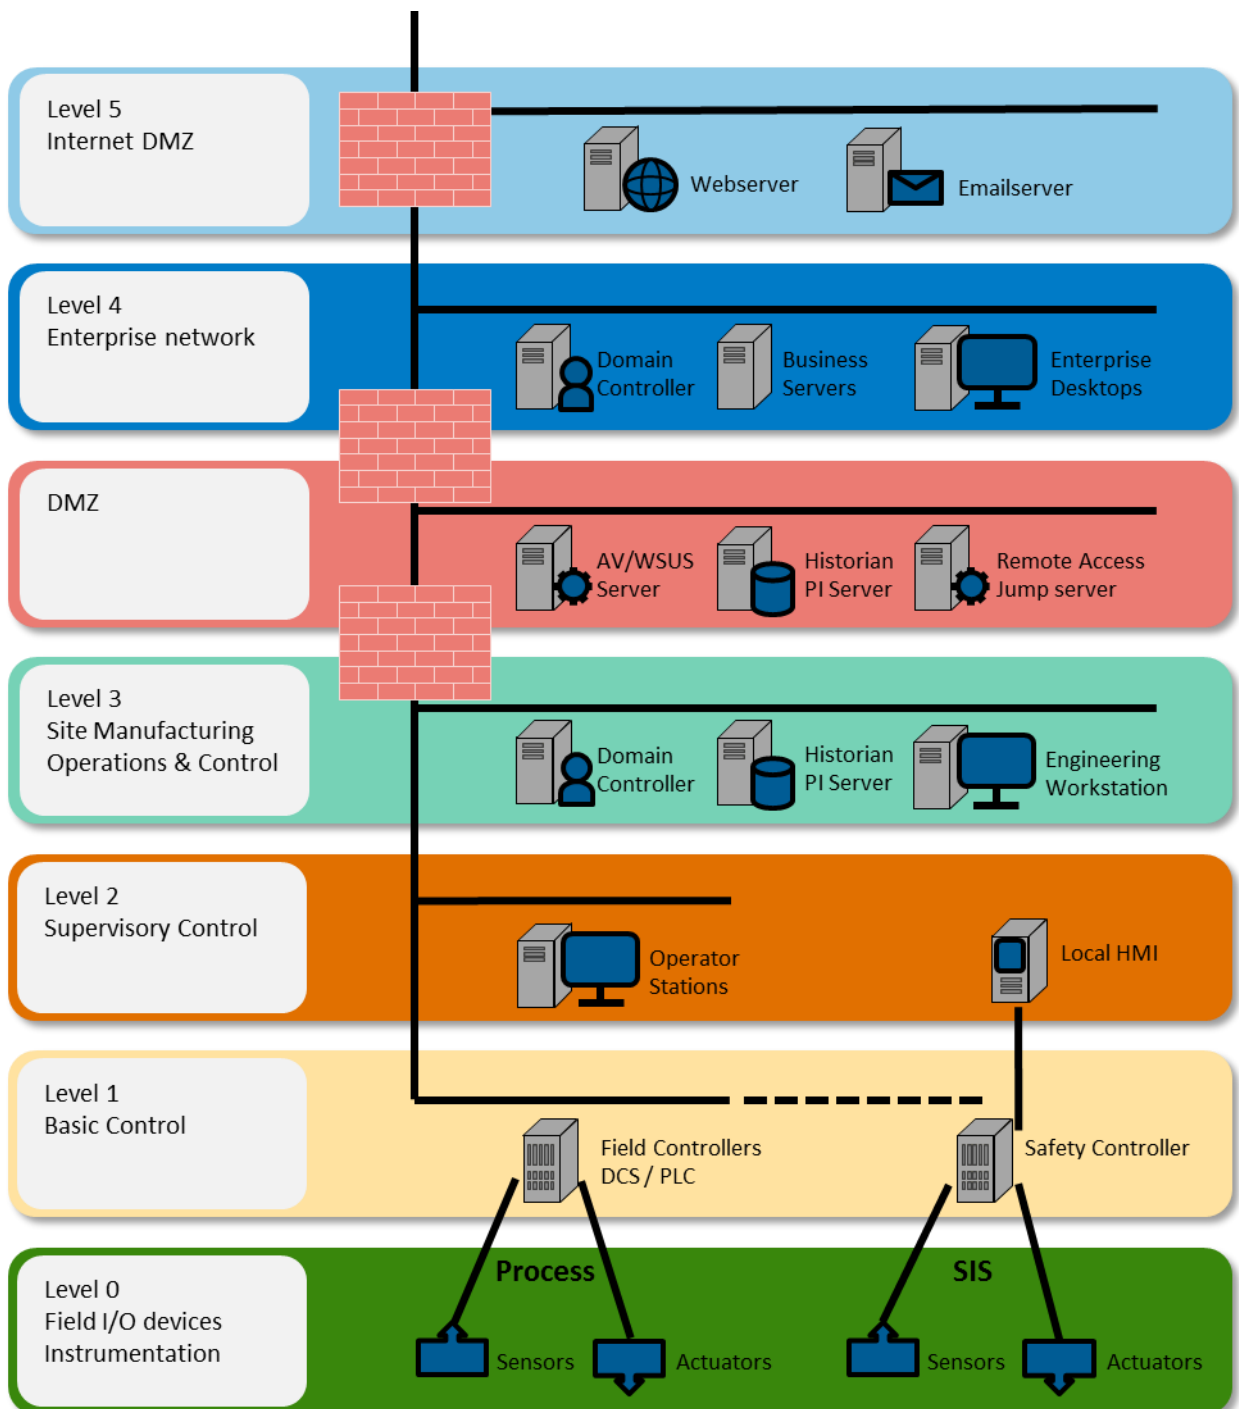 Level 5
Internet DMZ
Webserver
Emailserver
Level 4
Enterprise network
Domain
Controller
Business
Servers
Enterprise
Desktops
DMZ
AV/WSUS
Server
Historian
PI Server
Remote Access
Jump server
Level 3
Site Manufacturing
Operations & Control
Domain
Controller
Historian
PI Server
Engineering
Workstation
Level 2
Supervisory Control
Operator
Stations
Local HMI
Level 1
Basic Control
Field Controllers
DCS / PLC
Safety Controller
Level 0
Field I/O devices
Instrumentation
Process
SIS
Sensors
Actuators
Sensors
Actuators